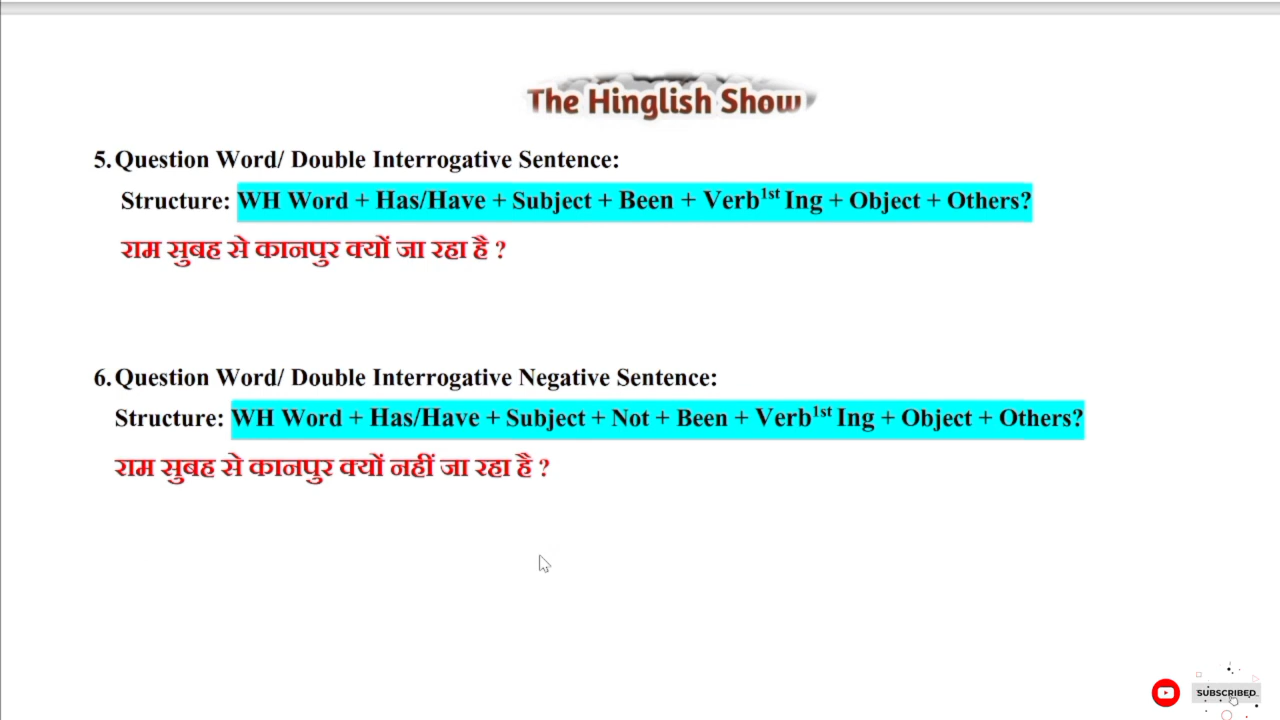 The Hinglish Show
5. Question Word/ Double Interrogative Sentence:
Structure: WH Word + Has/Have + Subject + Been + Verb1st Ing + Object + Others?
राम सुबह से कानपुर क्यों जा रहा है ?
6. Question Word/ Double Interrogative Negative Sentence:
Structure: WH Word + Has/Have + Subject + Not + Been + Verb1st Ing + Object + Others?
राम सुबह से कानपुर क्यों नहीं जा रहा है ?
SUBSCRIBED